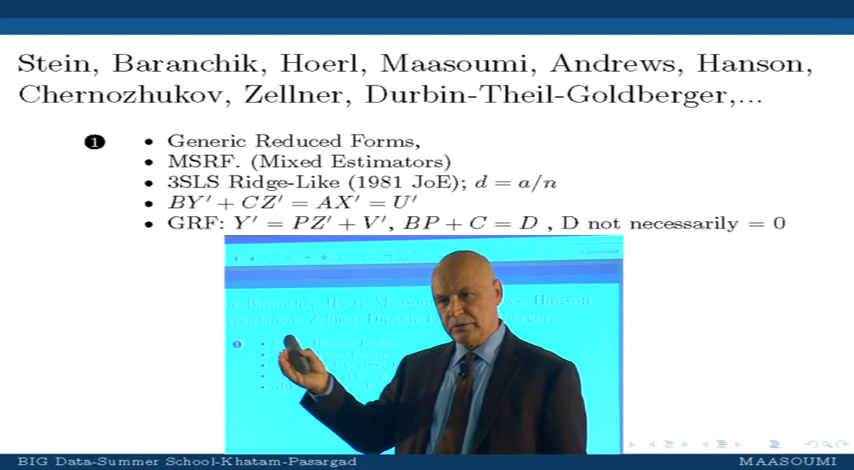 Stein, Baranchik, Hoerl, Maasoumi, Andrews, Hanson,
Chernozhukov, Zellner, Durbin-Theil-Goldberger,...
1
• Generic Reduced Forms,
• MSRF. (Mixed Estimators)
• 3SLS Ridge-Like (1981 JoE); d = a/n
• BY′ + CZ′ = AX′ = U′
• GRF: Y′ = PZ′ + V′, BP + C = D , D not necessarily = 0
BIG Data-Summer School-Khatam-Pasargad
MAASOUMI